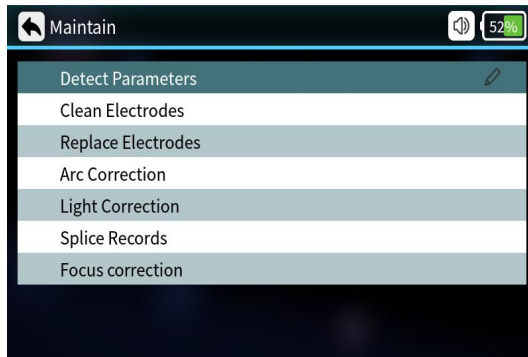 Maintain
52%
Detect Parameters
Clean Electrodes
Replace Electrodes
Arc Correction
Light Correction
Splice Records
Focus correction